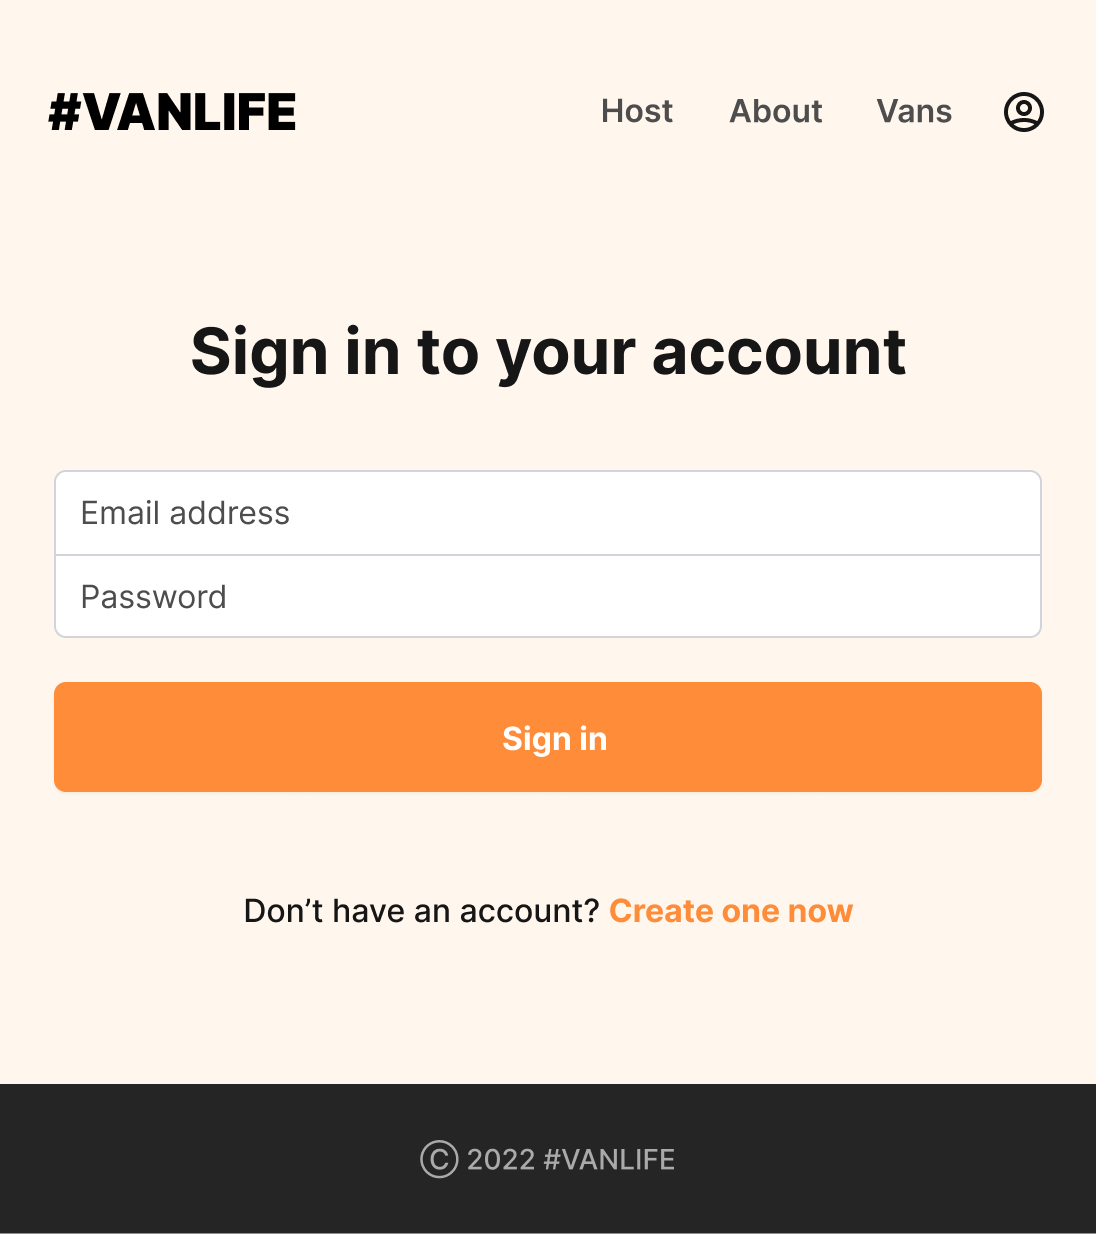 #VANLIFE Host About Vans
Sign in to your account
Email address
Password
Sign in
Don’t have an account? Create one now
Ⓒ 2022 #VANLIFE